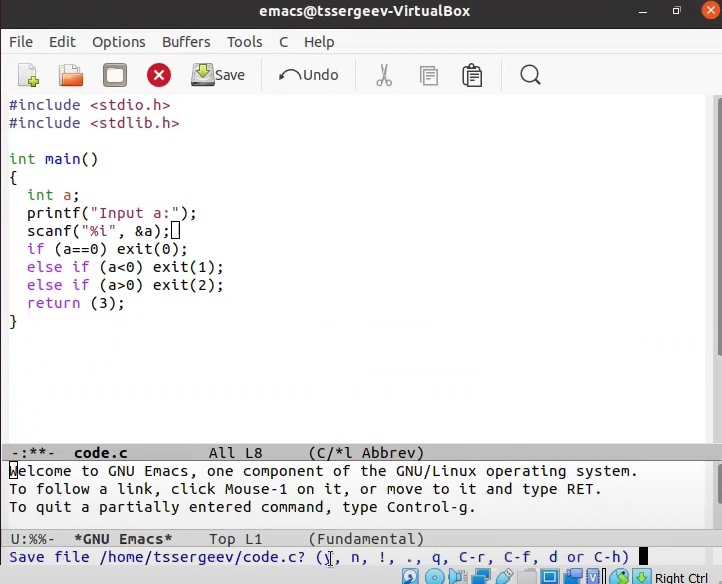 emacs@tssergeev-VirtualBox
File Edit Options Buffers Tools C Help
Save Undo
#include <stdio.h>
#include <stdlib.h>
int main()
{
int a;
printf("Input a:");
scanf("%i", &a);
if (a==0) exit(0);
else if (a<0) exit(1);
else if (a>0) exit(2);
return (3);
}
-:**- code.c All L8 (C/*l Abbrev)
Welcome to GNU Emacs, one component of the GNU/Linux operating system.
To follow a link, click Mouse-1 on it, or move to it and type RET.
To quit a partially entered command, type Control-g.
U:%%- *GNU Emacs* Top L1 (Fundamental)
Save file /home/tssergeev/code.c? (y, n, !, ., q, C-r, C-f, d or C-h)
Right Ctrl